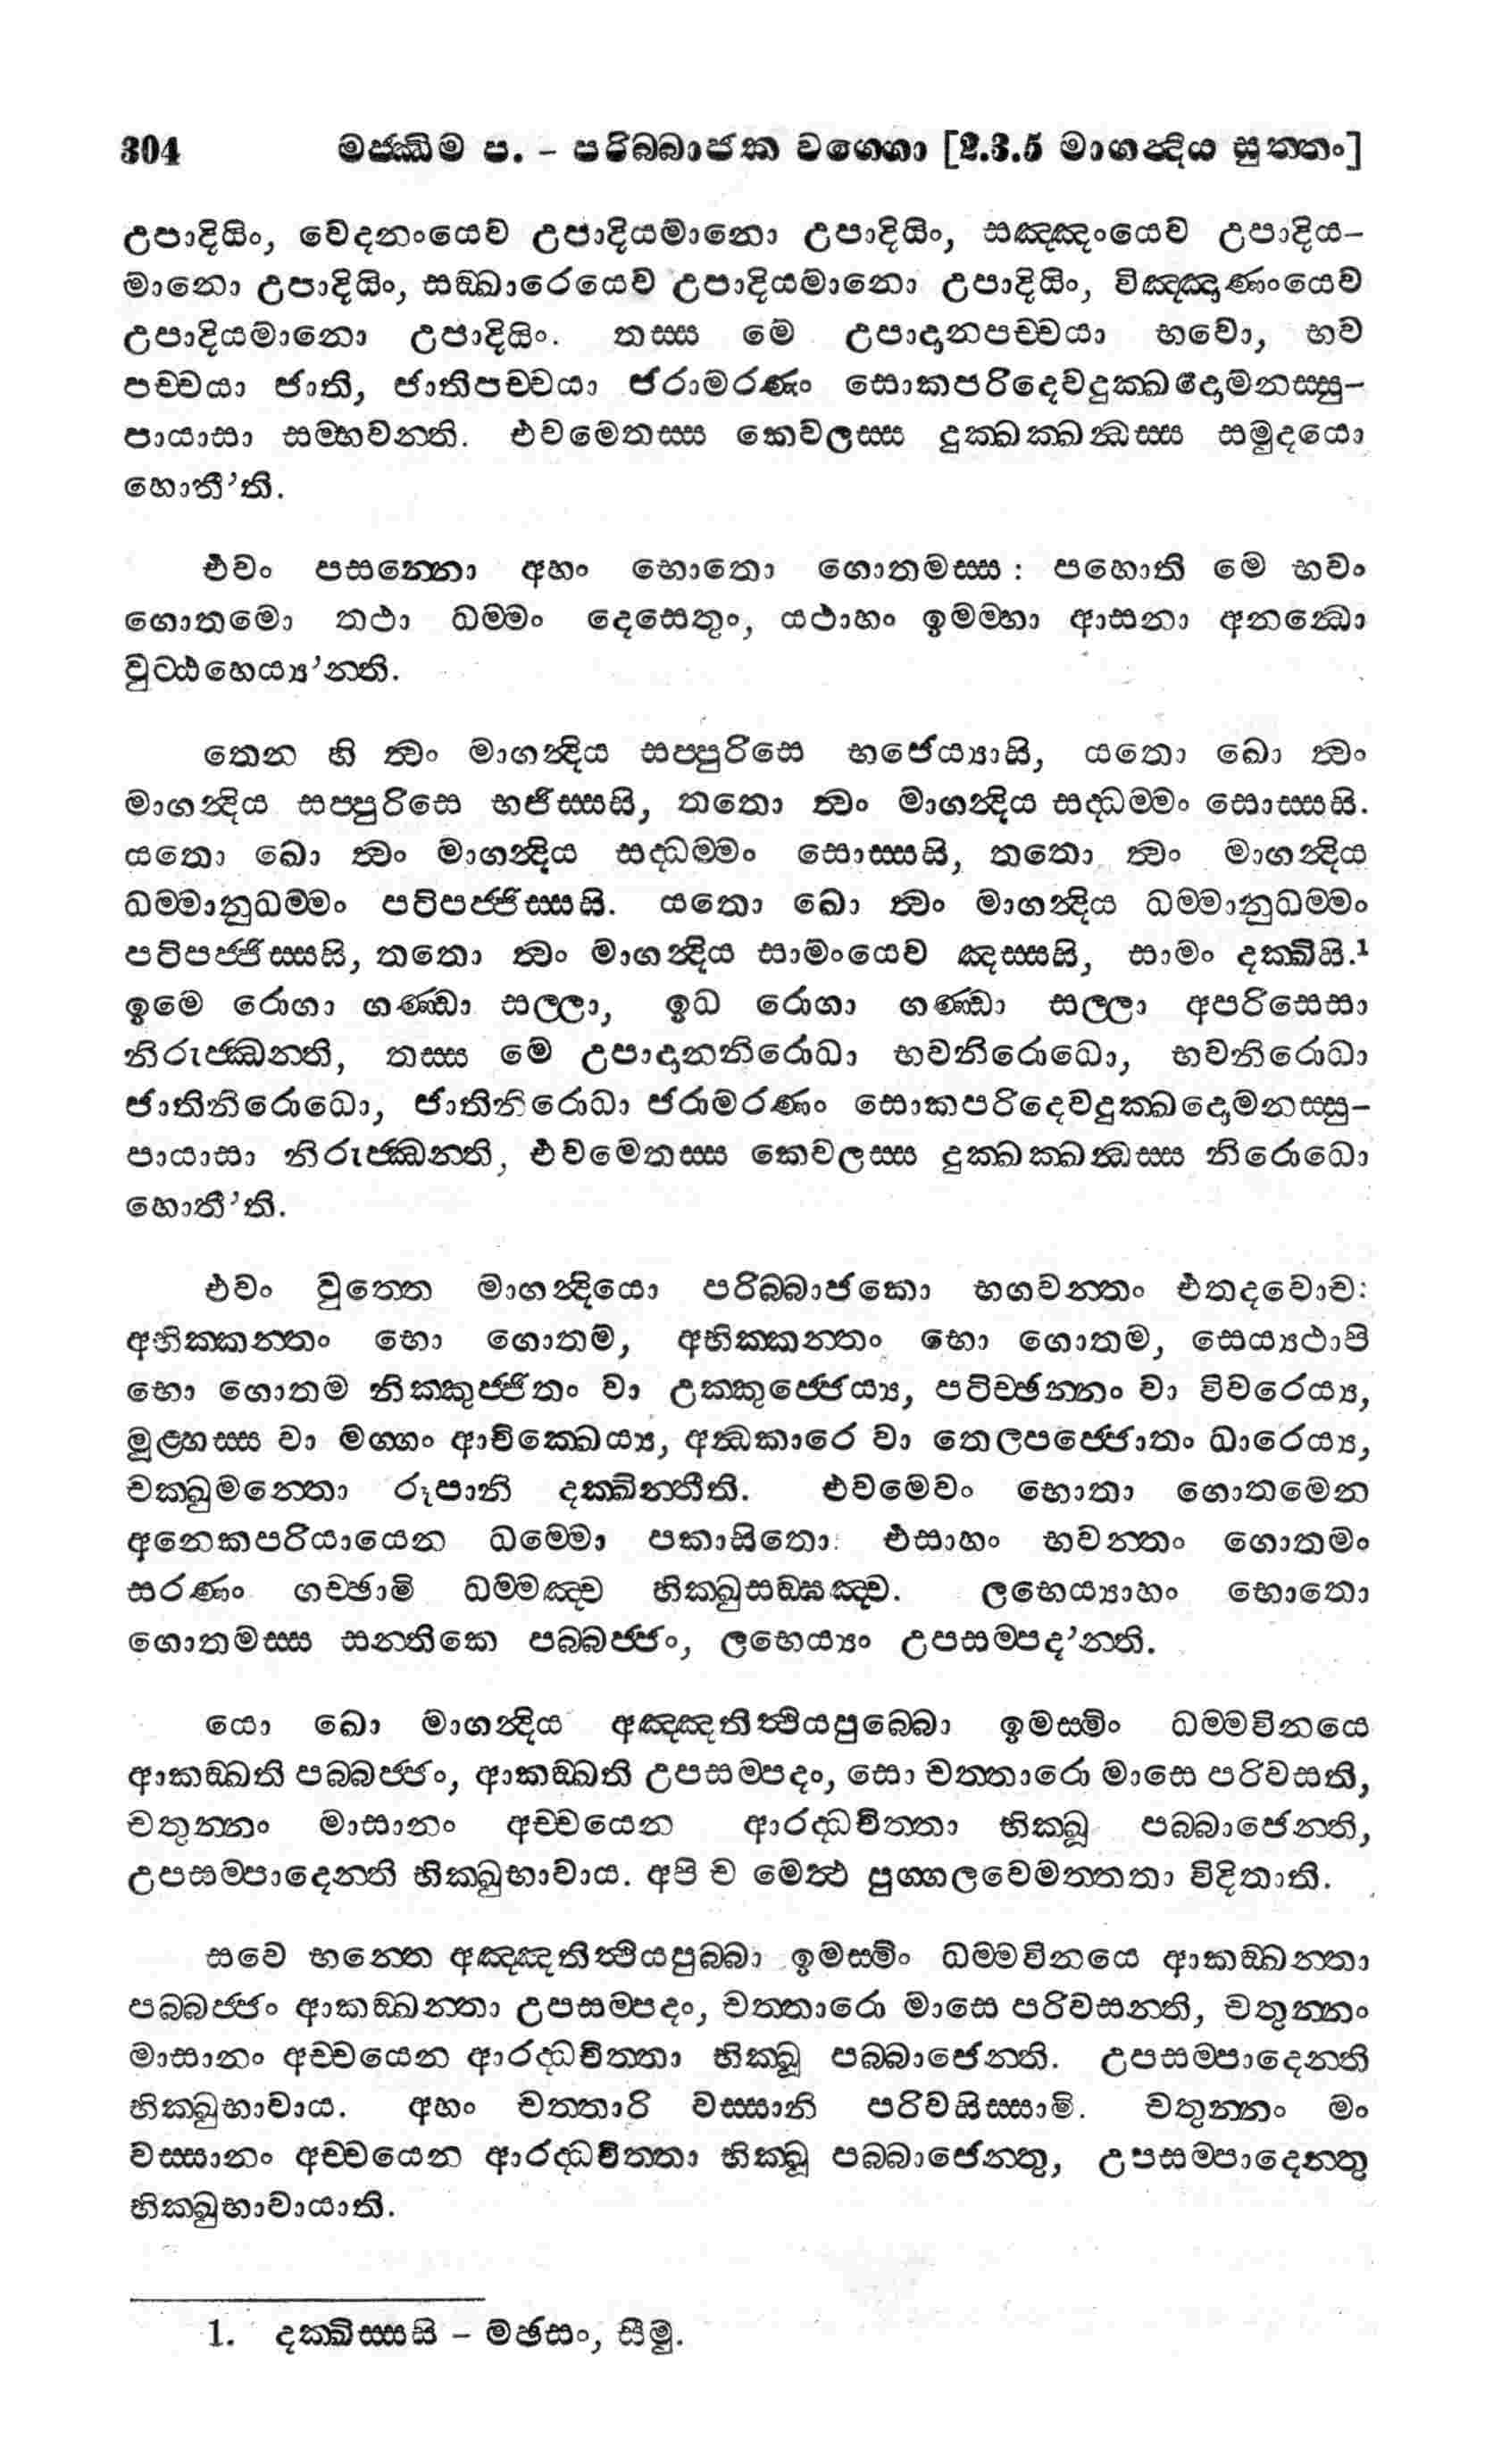 304 මජ්ඣිම ප. - පරිබ්බාජක වග්ගො [2.3.5 මාගන්දිය සුත්තං]
උපාදියිං, වේදනංයෙව උපාදියමානො උපාදියිං, සඤ්ඤංයෙව උපාදිය-
මානො උපාදියිං, සඞ්ඛාරෙයෙව උපාදියමානො උපාදියිං, විඤ්ඤාණංයෙව
උපාදියමානො උපාදියිං. තස්ස මේ උපාදානපච්චයා භවො, භව
පච්චයා ජාති, ජාතිපච්චයා ජරාමරණං සොකපරිදෙවදුක්ඛදොමනස්සු-
පායාසා සම්භවන්ති. එවමෙතස්ස කෙවලස්ස දුක්ඛක්ඛන්ධස්ස සමුදයො
හොතී’ති.
එවං පසන්නො අහං භොතො ගොතමස්ස : පහොති මෙ භවං
ගොතමො තථා ධම්මං දෙසෙතුං, යථාහං ඉමම්හා ආසනා අනන්ධො
වුට්ඨහෙය්‍ය’න්ති.
තෙන හි ත්වං මාගන්දිය සප්පුරිසෙ භජෙය්‍යාසි, යතො ඛො ත්වං
මාගන්දිය සප්පුරිසෙ භජිස්සසි, තතො ත්වං මාගන්දිය සද්ධම්මං සොස්සසි.
යතො ඛො ත්වං මාගන්දිය සද්ධම්මං සොස්සසි, තතො ත්වං මාගන්දිය
ධම්මානුධම්මං පටිපජ්ජිස්සසි. යතො ඛො ත්වං මාගන්දිය ධම්මානුධම්මං
පටිපජ්ජිස්සසි, තතො ත්වං මාගන්දිය සාමංයෙව ඤස්සසි, සාමං දක්ඛිසි.¹
ඉමෙ රොගා ගණ්ඩා සල්ලා, ඉධ රොගා ගණ්ඩා සල්ලා අපරිසෙසා
නිරුජ්ඣන්ති, තස්ස මෙ උපාදානනිරොධා භවනිරොධො, භවනිරොධා
ජාතිනිරොධො, ජාතිනිරොධා ජරාමරණං සොකපරිදෙවදුක්ඛදොමනස්සු-
පායාසා නිරුජ්ඣන්ති, එවමෙතස්ස කෙවලස්ස දුක්ඛක්ඛන්ධස්ස නිරොධො
හොතී’ති.
එවං වුත්තෙ මාගන්දියො පරිබ්බාජකො භගවන්තං එතදවොච:
අභික්කන්තං භො ගොතම, අභික්කන්තං භො ගොතම, සෙය්‍යථාපි
භො ගොතම නික්කුජ්ජිතං වා උක්කුජ්ජෙය්‍ය, පටිච්ඡන්නං වා විවරෙය්‍ය,
මූළ්හස්ස වා මග්ගං ආචික්ඛෙය්‍ය, අන්ධකාරෙ වා තෙලපජ්ජොතං ධාරෙය්‍ය,
චක්ඛුමන්තො රූපානි දක්ඛින්තීති. එවමෙවං භොතා ගොතමෙන
අනෙකපරියායෙන ධම්මො පකාසිතො: එසාහං භවන්තං ගොතමං
සරණං ගච්ඡාමි ධම්මඤ්ච භික්ඛුසඞ්ඝඤ්ච. ලභෙය්‍යාහං භොතො
ගොතමස්ස සන්තිකෙ පබ්බජ්ජං, ලභෙය්‍යං උපසම්පද’න්ති.
යො ඛො මාගන්දිය අඤ්ඤතිත්ථියපුබ්බො ඉමස්මිං ධම්මවිනයෙ
ආකඞ්ඛති පබ්බජ්ජං, ආකඞ්ඛති උපසම්පදං, සො චත්තාරො මාසෙ පරිවසති,
චතුන්නං මාසානං අච්චයෙන ආරද්ධචිත්තා භික්ඛූ පබ්බාජෙන්ති,
උපසම්පාදෙන්ති භික්ඛුභාවාය. අපි ච මෙත්ථ පුග්ගලවෙමත්තතා විදිතාති.
සචෙ භන්තෙ අඤ්ඤතිත්ථියපුබ්බා ඉමස්මිං ධම්මවිනයෙ ආකඞ්ඛන්තා
පබ්බජ්ජං ආකඞ්ඛන්තා උපසම්පදං, චත්තාරො මාසෙ පරිවසන්ති, චතුන්නං
මාසානං අච්චයෙන ආරද්ධචිත්තා භික්ඛූ පබ්බාජෙන්ති. උපසම්පාදෙන්ති
භික්ඛුභාවාය. අහං චත්තාරි වස්සානි පරිවසිස්සාමි. චතුන්නං මං
වස්සානං අච්චයෙන ආරද්ධචිත්තා භික්ඛූ පබ්බාජෙන්තු, උපසම්පාදෙන්තු
භික්ඛුභාවායාති.
1. දක්ඛිස්සසි - මඡසං, සීමු.